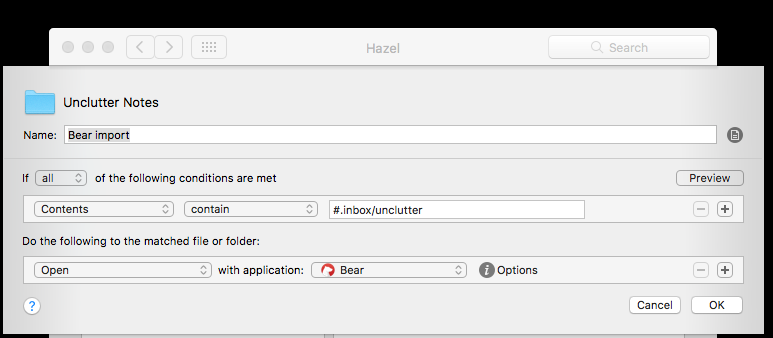 Hazel
Search
Unclutter Notes
Name: Bear import
If all of the following conditions are met Preview
Contents contain #.inbox/unclutter
Do the following to the matched file or folder:
Open with application: Bear i Options
? Cancel OK